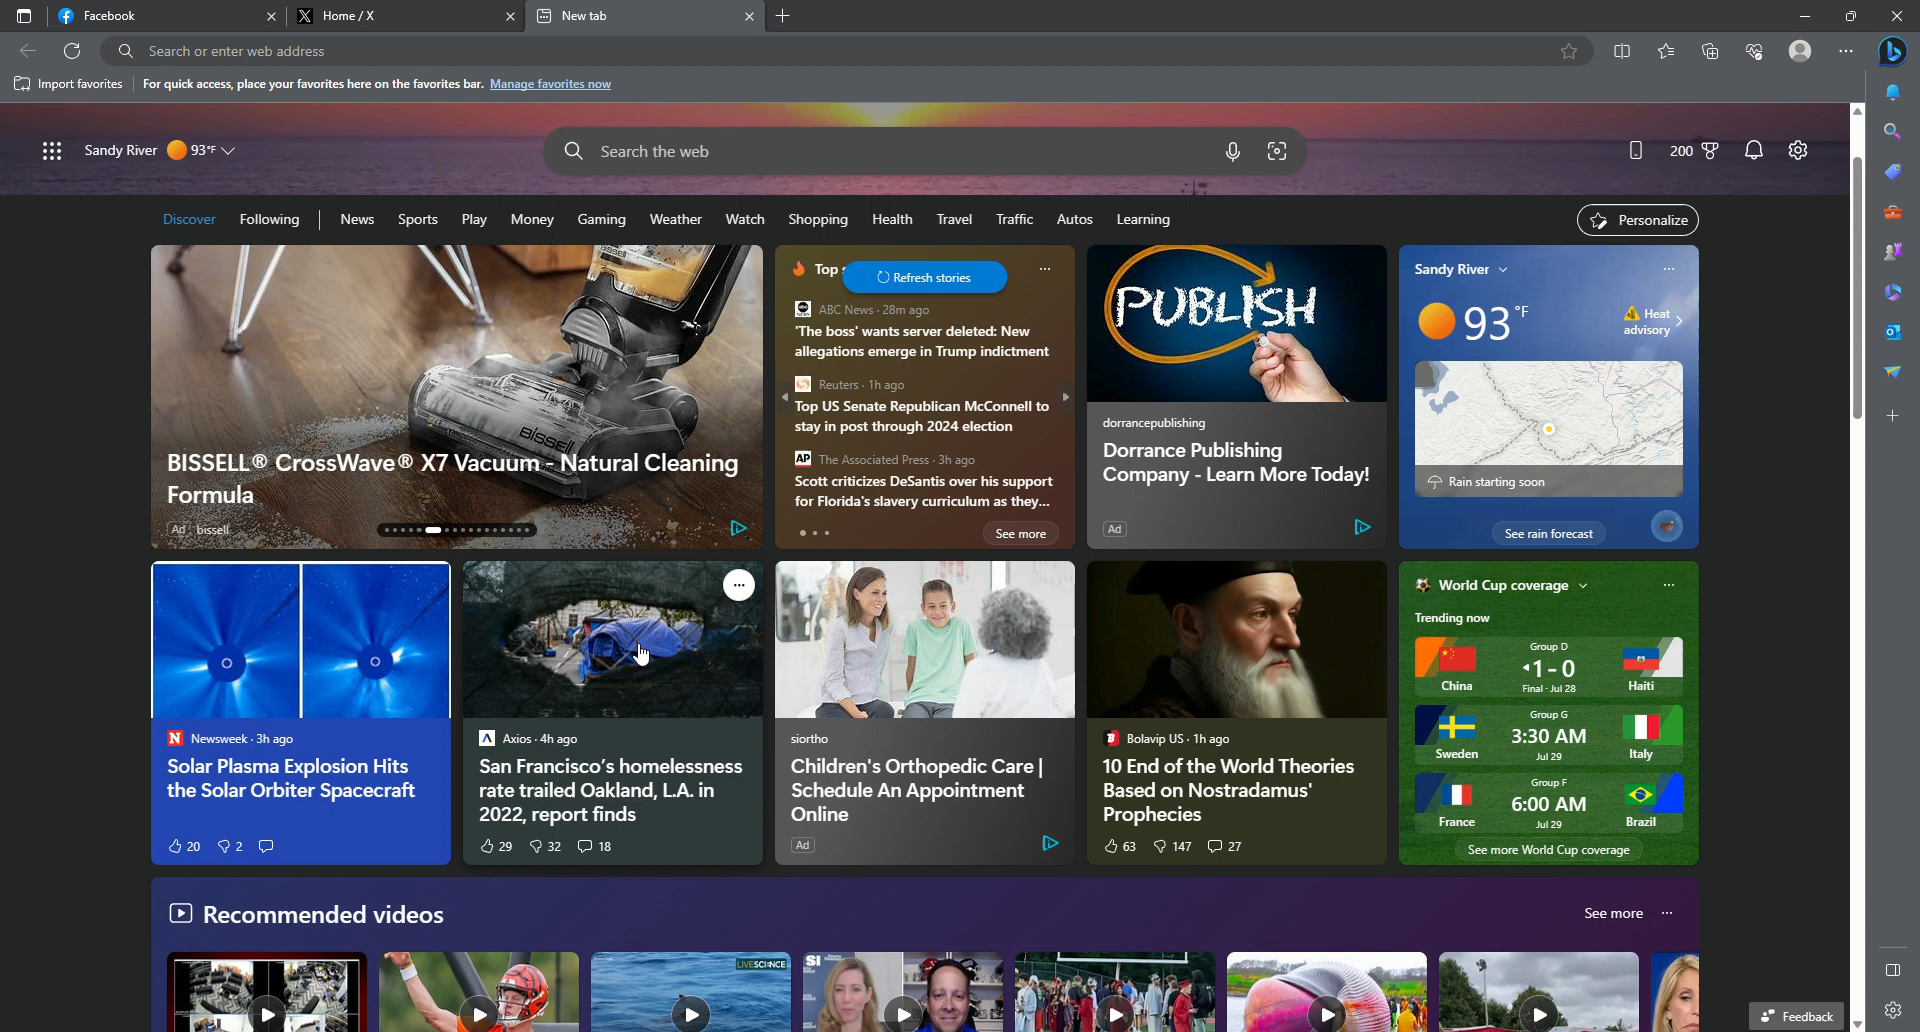 Facebook
Home / X
New tab
Search or enter web address
Import favorites
For quick access, place your favorites here on the favorites bar. Manage favorites now
Sandy River 93°F
Search the web
200
Discover Following News Sports Play Money Gaming Weather Watch Shopping Health Travel Traffic Autos Learning
Personalize
BISSELL
BISSELL® CrossWave® X7 Vacuum - Natural Cleaning
Formula
Ad bissell
Top s
Refresh stories
abc NEWS
ABC News · 28m ago
'The boss' wants server deleted: New
allegations emerge in Trump indictment
Reuters · 1h ago
Top US Senate Republican McConnell to
stay in post through 2024 election
AP The Associated Press · 3h ago
Scott criticizes DeSantis over his support
for Florida's slavery curriculum as they...
See more
PUBLISH
dorrancepublishing
Dorrance Publishing
Company - Learn More Today!
Ad
Sandy River
93 °F
Heat
advisory
Rain starting soon
See rain forecast
N Newsweek · 3h ago
Solar Plasma Explosion Hits
the Solar Orbiter Spacecraft
20 2
Axios · 4h ago
San Francisco's homelessness
rate trailed Oakland, L.A. in
2022, report finds
29 32 18
siortho
Children's Orthopedic Care |
Schedule An Appointment
Online
Ad
B Bolavip US · 1h ago
10 End of the World Theories
Based on Nostradamus'
Prophecies
63 147 27
World Cup coverage
Trending now
Group D
1 - 0
Final · Jul 28
China
Haiti
Group G
3:30 AM
Jul 29
Sweden
Italy
Group F
6:00 AM
Jul 29
France
Brazil
See more World Cup coverage
Recommended videos
See more
LIVESCIENCE
SI
Feedback